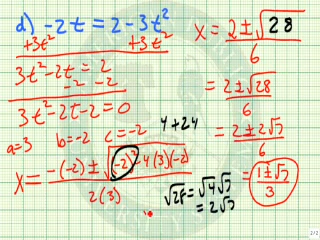 d) -2t = 2 - 3t²
+3t² +3t²
3t² - 2t = 2
-2 -2
3t² - 2t - 2 = 0
a=3 b=-2 c=-2
4+24
x = -(-2) ± √(-2)² - 4(3)(-2)
2(3)
x = 2 ± √28
6
= 2 ± √28
6
= 2 ± 2√7
6
= 1 ± √7
3
√28 = √4√7
= 2√7
2/2